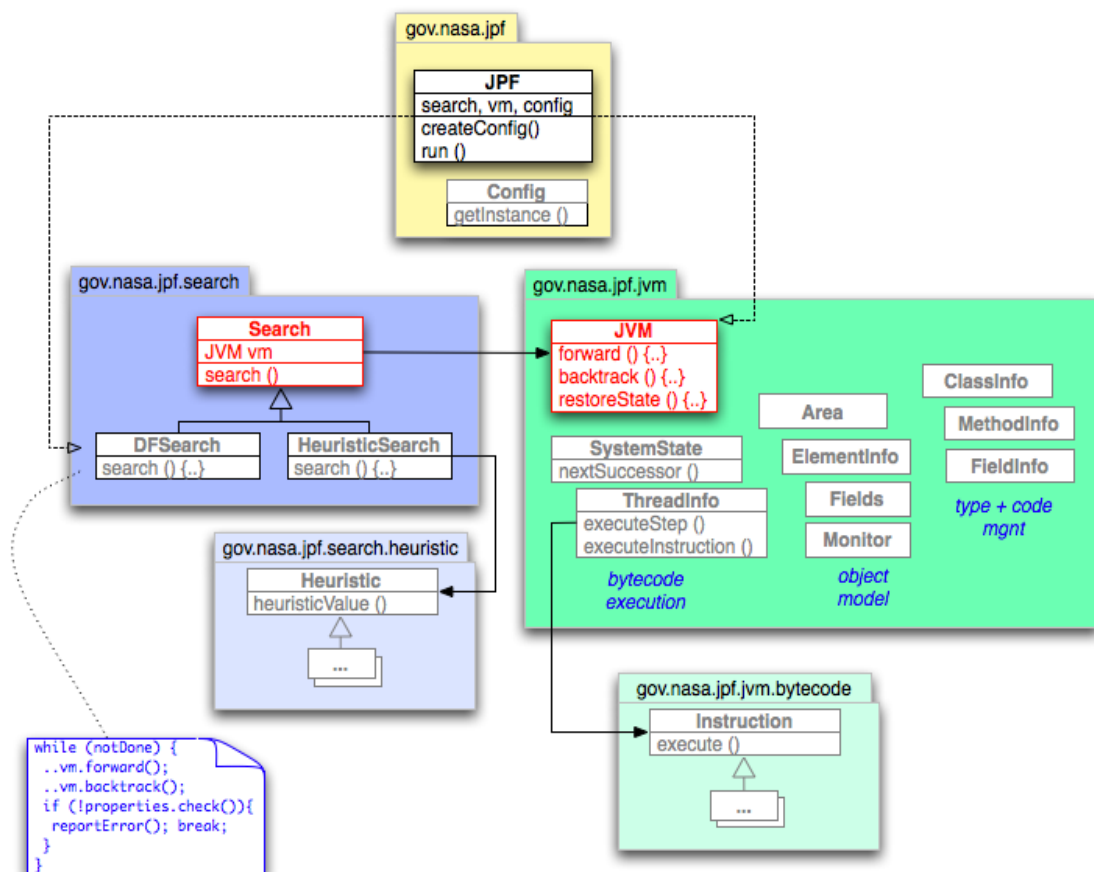 gov.nasa.jpf
JPF
search, vm, config
createConfig()
run ()
Config
getInstance ()
gov.nasa.jpf.search
Search
JVM vm
search ()
DFSearch
search () {..}
HeuristicSearch
search () {..}
gov.nasa.jpf.jvm
JVM
forward () {..}
backtrack () {..}
restoreState () {..}
SystemState
nextSuccessor ()
ThreadInfo
executeStep ()
executeInstruction ()
bytecode
execution
Area
ElementInfo
Fields
Monitor
object
model
ClassInfo
MethodInfo
FieldInfo
type + code
mgnt
gov.nasa.jpf.search.heuristic
Heuristic
heuristicValue ()
...
gov.nasa.jpf.jvm.bytecode
Instruction
execute ()
...
while (notDone) {
..vm.forward();
..vm.backtrack();
if (!properties.check()){
reportError(); break;
}
}